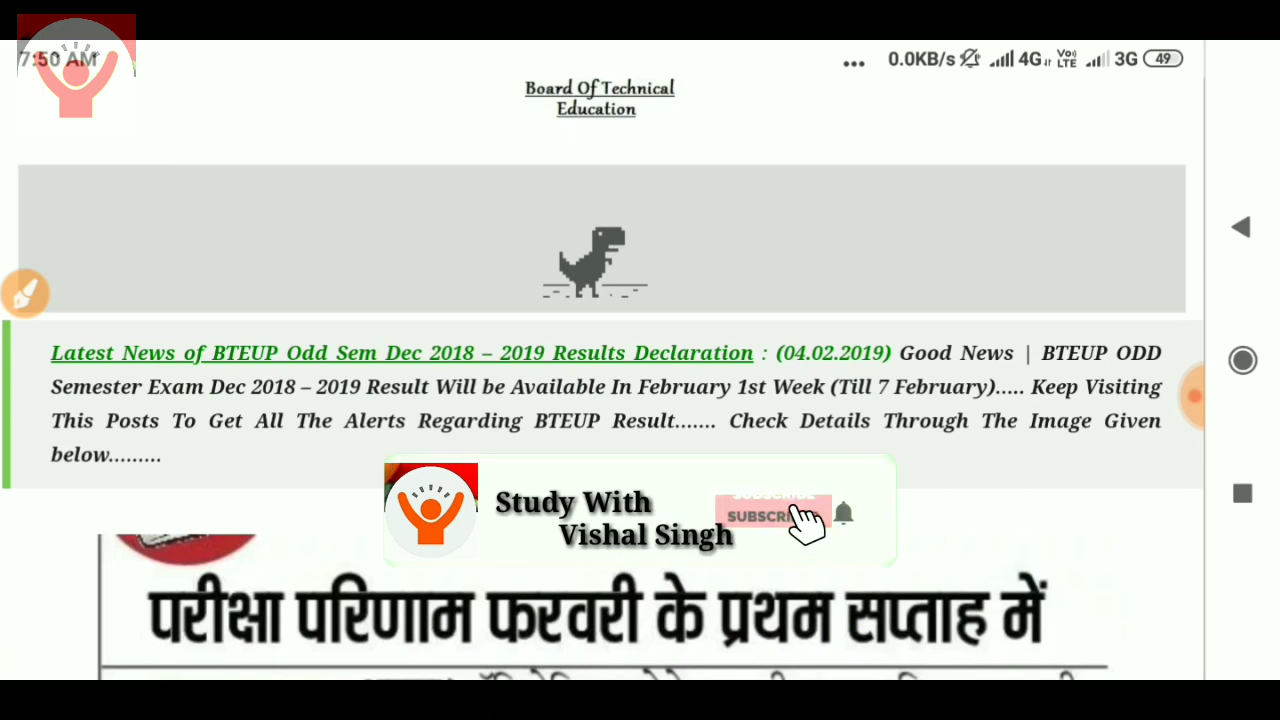 7:50 AM
... 0.0KB/s 4G Vo)) LTE 3G 49
Board Of Technical
Education
Latest News of BTEUP Odd Sem Dec 2018 – 2019 Results Declaration : (04.02.2019) Good News | BTEUP ODD
Semester Exam Dec 2018 – 2019 Result Will be Available In February 1st Week (Till 7 February)..... Keep Visiting
This Posts To Get All The Alerts Regarding BTEUP Result....... Check Details Through The Image Given
below.........
Study With
Vishal Singh
परीक्षा परिणाम फरवरी के प्रथम सप्ताह में